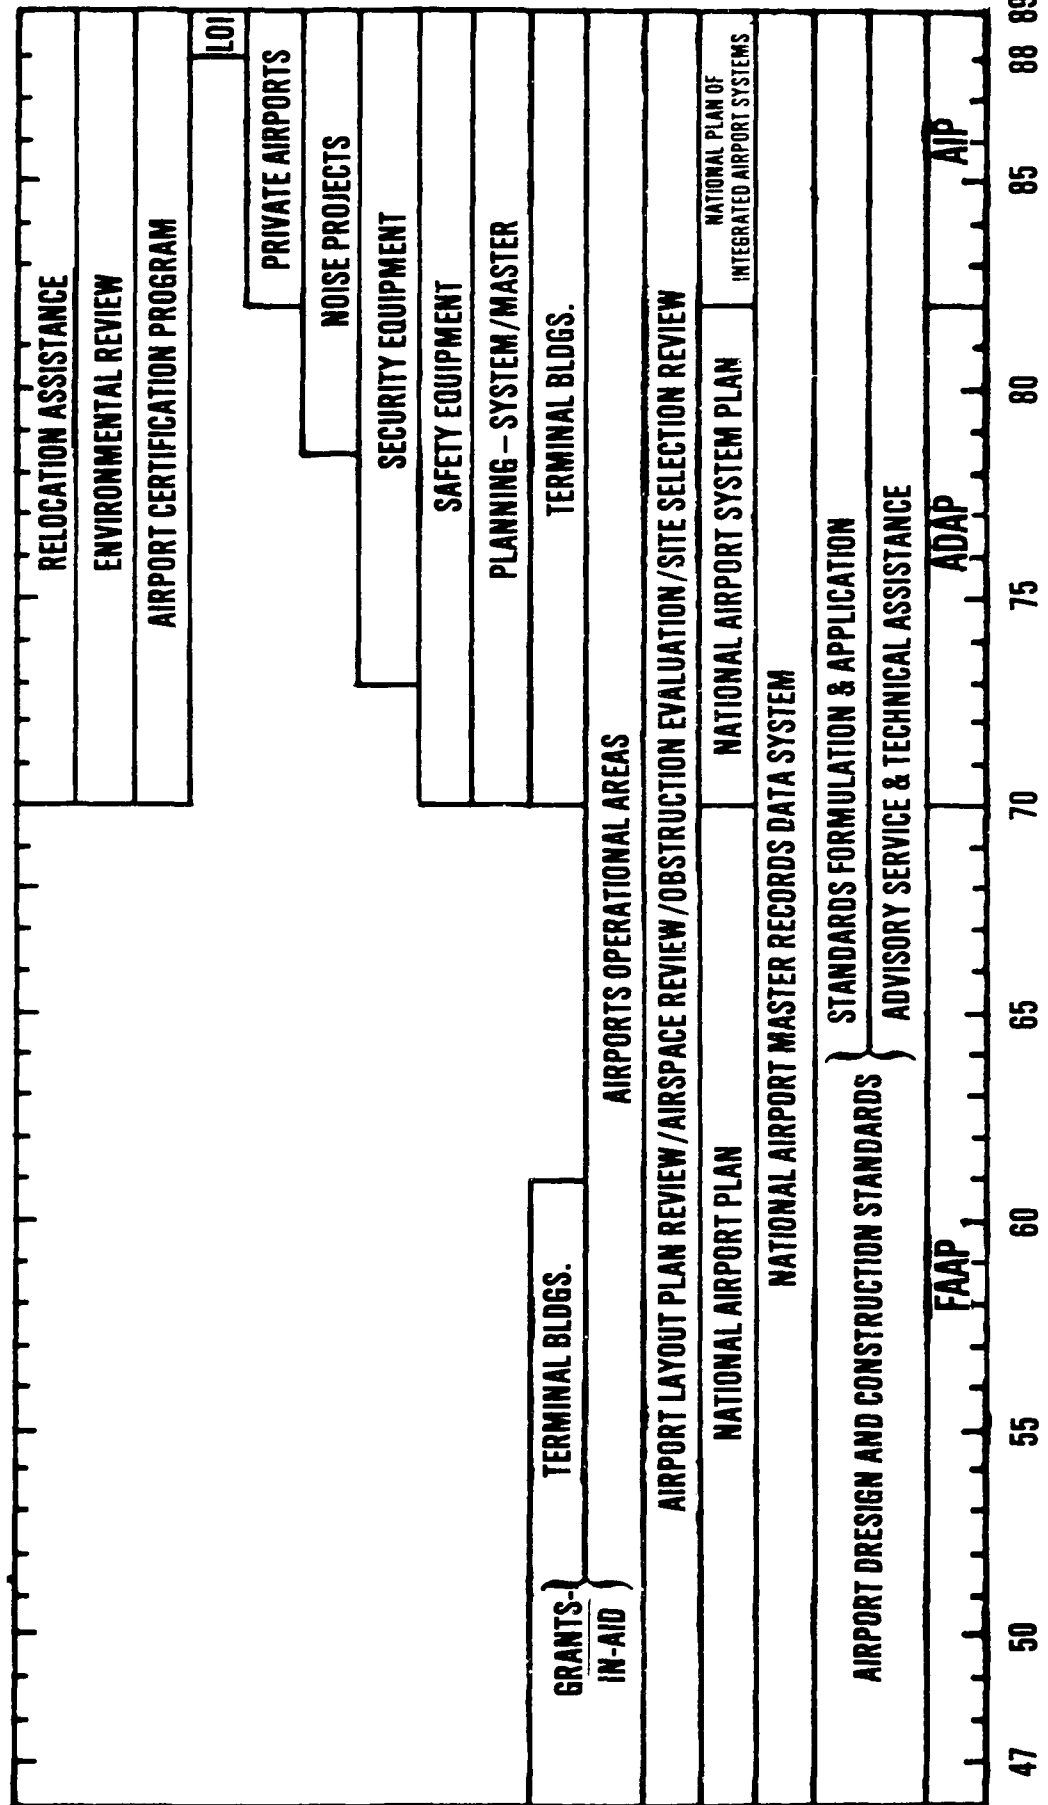 RELOCATION ASSISTANCE
ENVIRONMENTAL REVIEW
AIRPORT CERTIFICATION PROGRAM
LOI
PRIVATE AIRPORTS
NOISE PROJECTS
SECURITY EQUIPMENT
SAFETY EQUIPMENT
PLANNING – SYSTEM/MASTER
TERMINAL BLDGS.
TERMINAL BLDGS.
GRANTS-
IN-AID
AIRPORTS OPERATIONAL AREAS
AIRPORT LAYOUT PLAN REVIEW/AIRSPACE REVIEW/OBSTRUCTION EVALUATION/SITE SELECTION REVIEW
NATIONAL AIRPORT PLAN
NATIONAL AIRPORT SYSTEM PLAN
NATIONAL PLAN OF
INTEGRATED AIRPORT SYSTEMS
NATIONAL AIRPORT MASTER RECORDS DATA SYSTEM
AIRPORT DRESIGN AND CONSTRUCTION STANDARDS
STANDARDS FORMULATION & APPLICATION
ADVISORY SERVICE & TECHNICAL ASSISTANCE
FAAP ADAP AIP
47 50 55 60 65 70 75 80 85 88 89